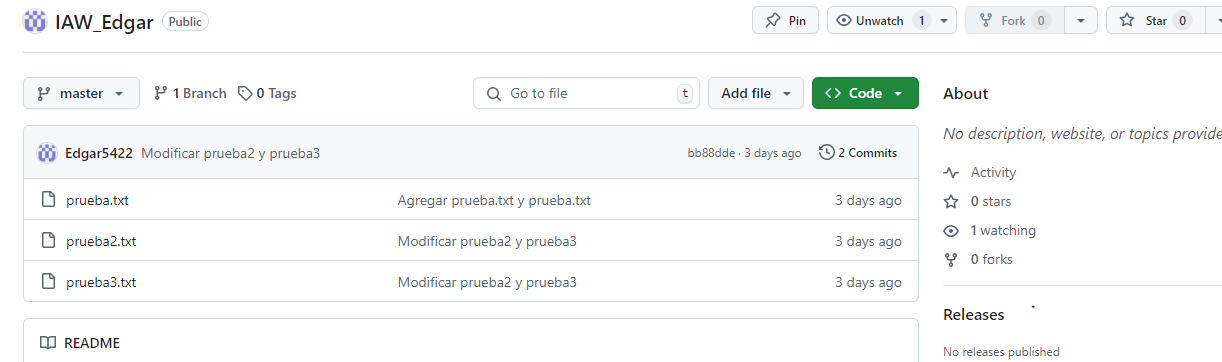 IAW_Edgar Public Pin Unwatch 1 Fork 0 Star 0
master 1 Branch 0 Tags Go to file t Add file Code
About
No description, website, or topics provide
Edgar5422 Modificar prueba2 y prueba3 bb88dde · 3 days ago 2 Commits
prueba.txt Agregar prueba.txt y prueba.txt 3 days ago
prueba2.txt Modificar prueba2 y prueba3 3 days ago
prueba3.txt Modificar prueba2 y prueba3 3 days ago
README
Activity
0 stars
1 watching
0 forks
Releases
No releases published